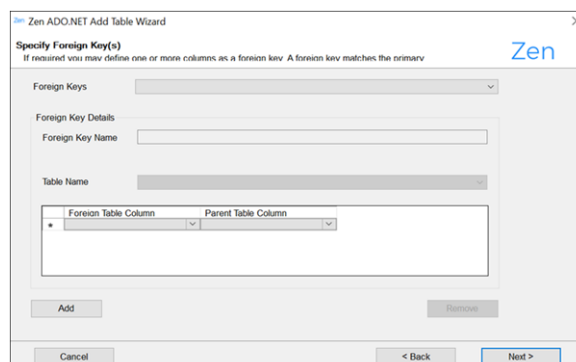 Zen Zen ADO.NET Add Table Wizard
Specify Foreign Key(s)
If required you may define one or more columns as a foreign key. A foreign key matches the primary
Zen
Foreign Keys
Foreign Key Details
Foreign Key Name
Table Name
Foreign Table Column Parent Table Column
*
Add Remove
Cancel < Back Next >